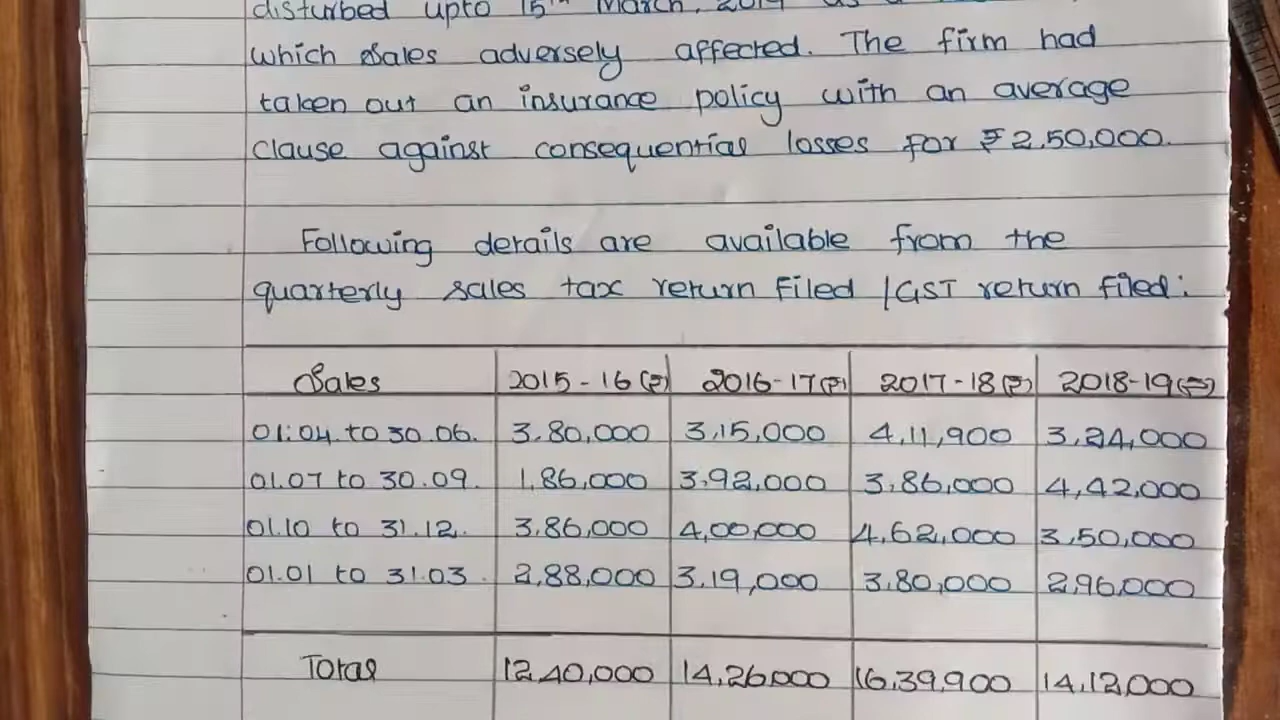 disturbed upto 15th March, 2019 as a
which Sales adversely affected. The firm had
taken out an insurance policy with an average
clause against consequential losses for ₹ 2,50,000.
Following details are available from the
quarterly sales tax return Filed / GST return filed:
Sales 2015-16 (₹) 2016-17 (₹) 2017-18 (₹) 2018-19 (₹)
01.04. to 30.06. 3,80,000 3,15,000 4,11,900 3,24,000
01.07 to 30.09. 1,86,000 3,92,000 3,86,000 4,42,000
01.10 to 31.12. 3,86,000 4,00,000 4,62,000 3,50,000
01.01 to 31.03. 2,88,000 3,19,000 3,80,000 2,96,000
Total 12,40,000 14,26,000 16,39,900 14,12,000